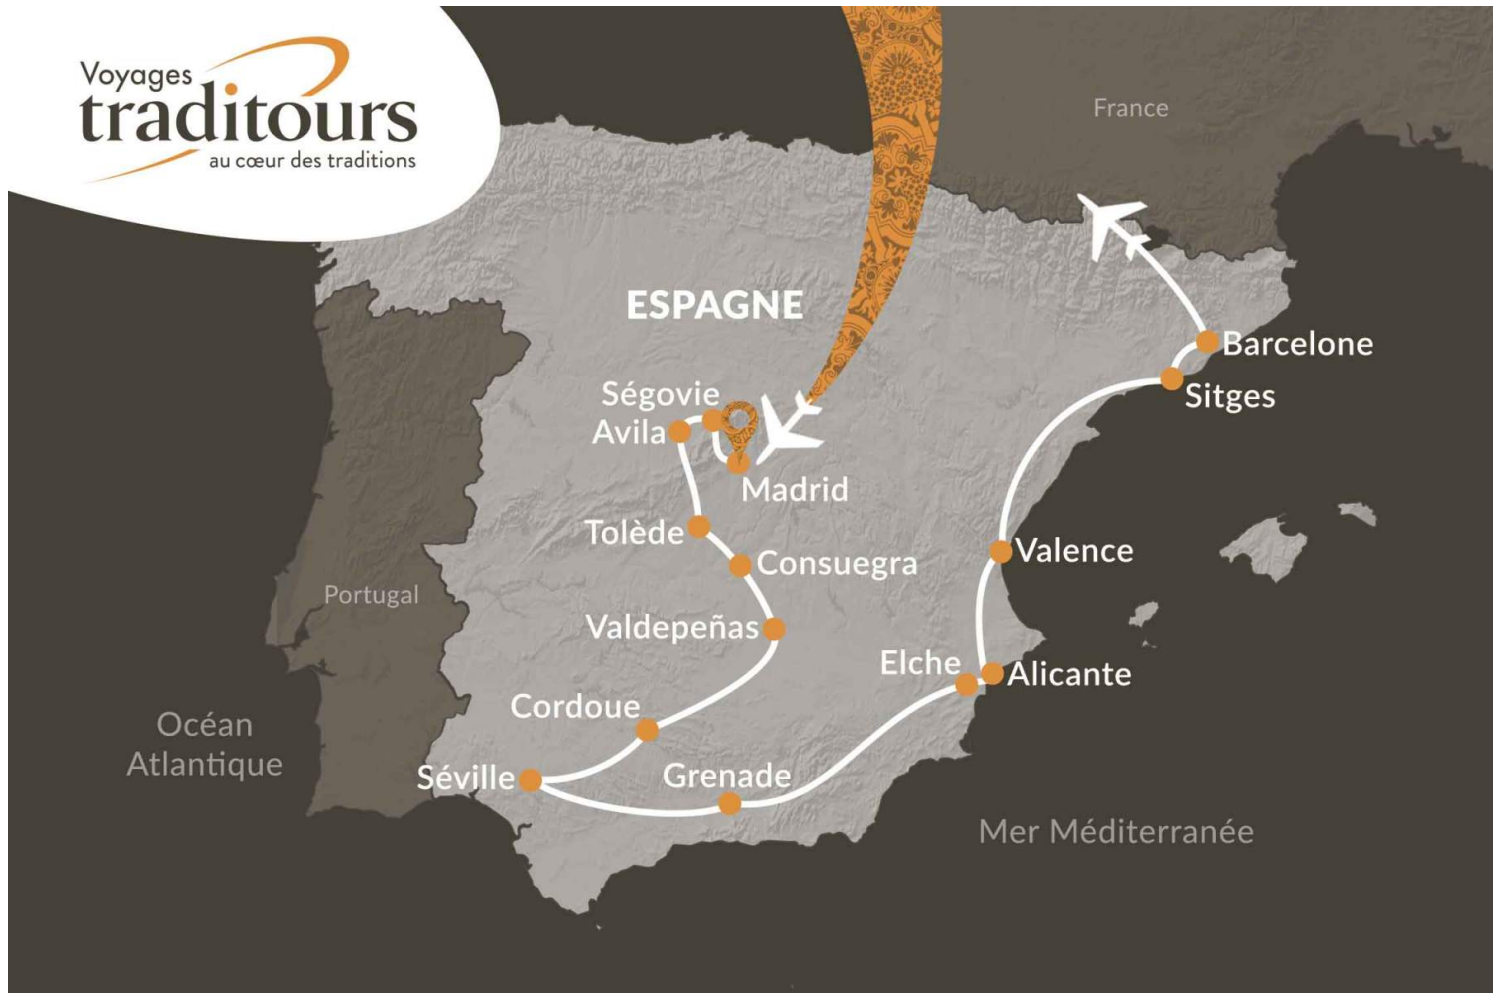 Voyages
traditours
au cœur des traditions
France
ESPAGNE
Barcelone
Sitges
Ségovie
Avila
Madrid
Tolède
Consuegra
Valence
Portugal
Valdepeñas
Elche
Alicante
Cordoue
Océan
Atlantique
Séville
Grenade
Mer Méditerranée